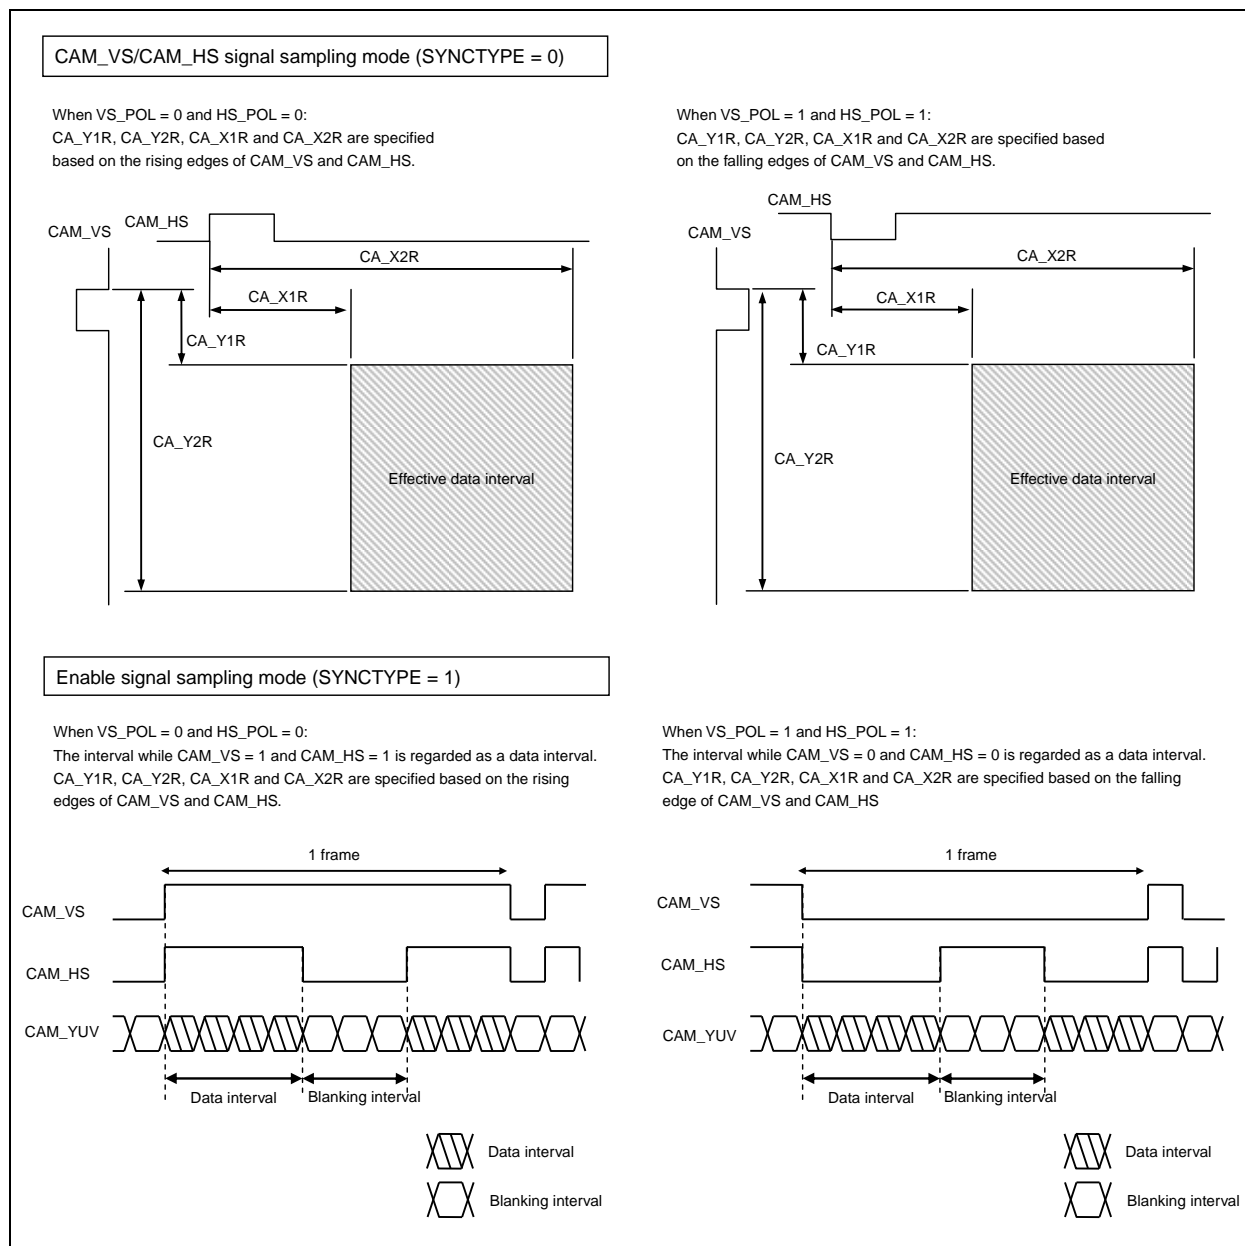 CAM_VS/CAM_HS signal sampling mode (SYNCTYPE = 0)
When VS_POL = 0 and HS_POL = 0:
CA_Y1R, CA_Y2R, CA_X1R and CA_X2R are specified
based on the rising edges of CAM_VS and CAM_HS.
CAM_HS
CAM_VS
CA_X2R
CA_X1R
CA_Y1R
CA_Y2R
Effective data interval
When VS_POL = 1 and HS_POL = 1:
CA_Y1R, CA_Y2R, CA_X1R and CA_X2R are specified based
on the falling edges of CAM_VS and CAM_HS.
CAM_HS
CAM_VS
CA_X2R
CA_X1R
CA_Y1R
CA_Y2R
Effective data interval
Enable signal sampling mode (SYNCTYPE = 1)
When VS_POL = 0 and HS_POL = 0:
The interval while CAM_VS = 1 and CAM_HS = 1 is regarded as a data interval.
CA_Y1R, CA_Y2R, CA_X1R and CA_X2R are specified based on the rising
edges of CAM_VS and CAM_HS.
1 frame
CAM_VS
CAM_HS
CAM_YUV
Data interval
Blanking interval
Data interval
Blanking interval
When VS_POL = 1 and HS_POL = 1:
The interval while CAM_VS = 0 and CAM_HS = 0 is regarded as a data interval.
CA_Y1R, CA_Y2R, CA_X1R and CA_X2R are specified based on the falling
edge of CAM_VS and CAM_HS
1 frame
CAM_VS
CAM_HS
CAM_YUV
Data interval
Blanking interval
Data interval
Blanking interval